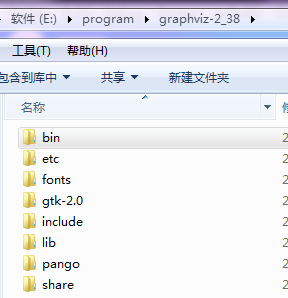 软件 (E:) ▸ program ▸ graphviz-2_38 ▸
工具(T) 帮助(H)
包含到库中 共享 新建文件夹
名称
bin
etc
fonts
gtk-2.0
include
lib
pango
share